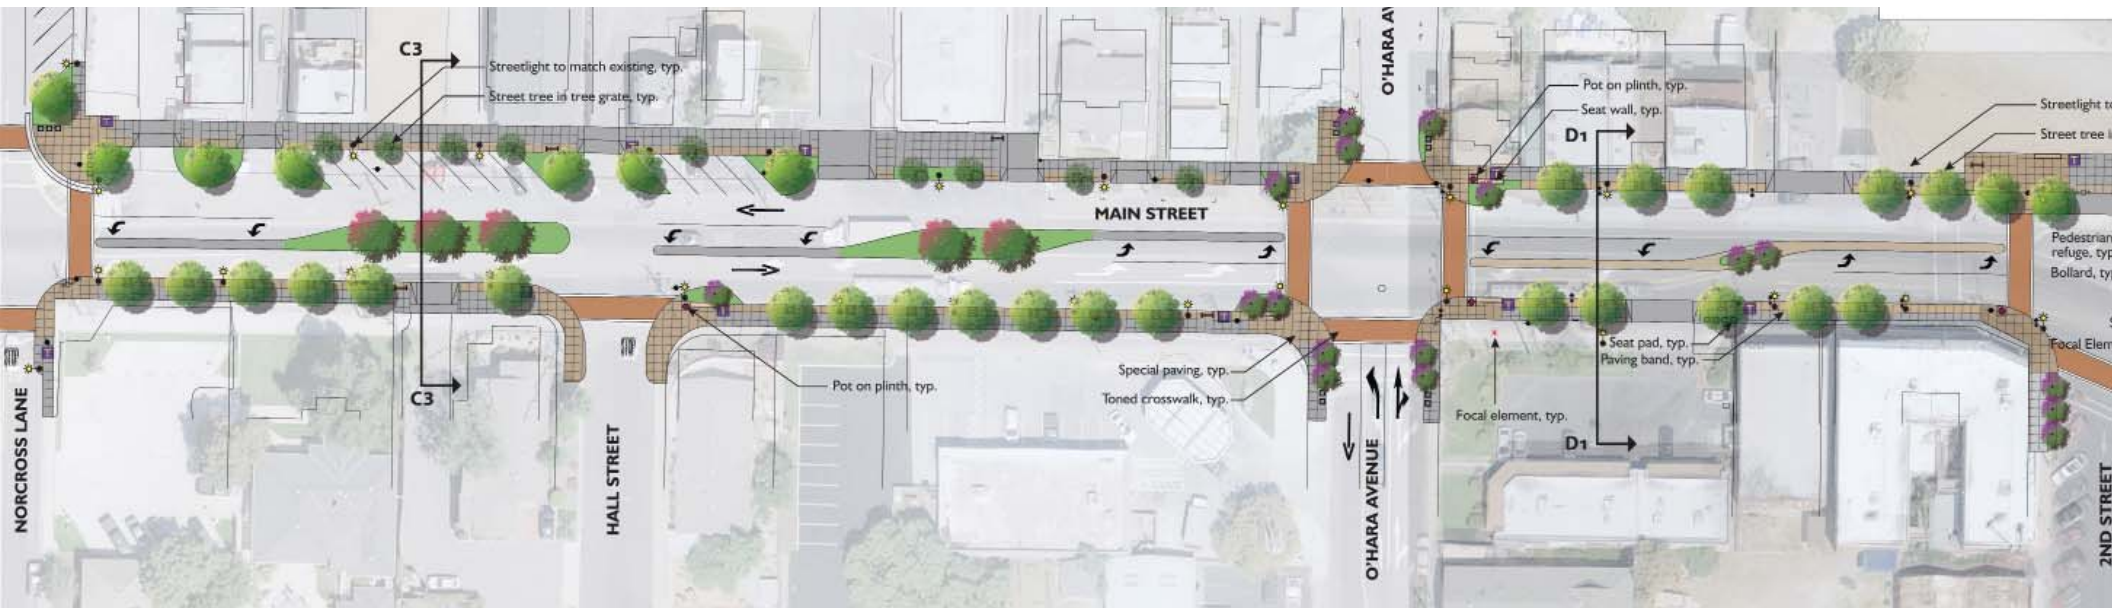 C3
Streetlight to match existing, typ.
Street tree in tree grate, typ.
O'HARA AV
Pot on plinth, typ.
Seat wall, typ.
D1
Streetlight to
Street tree i
T
T
T
T
T
T
T
MAIN STREET
Pedestrian
refuge, typ
Bollard, ty
T
T
T
Seat pad, typ.
Paving band, typ.
Focal Elem
T
Special paving, typ.
Toned crosswalk, typ.
Pot on plinth, typ.
C3
Focal element, typ.
D1
NORCROSS LANE
HALL STREET
O'HARA AVENUE
2ND STREET